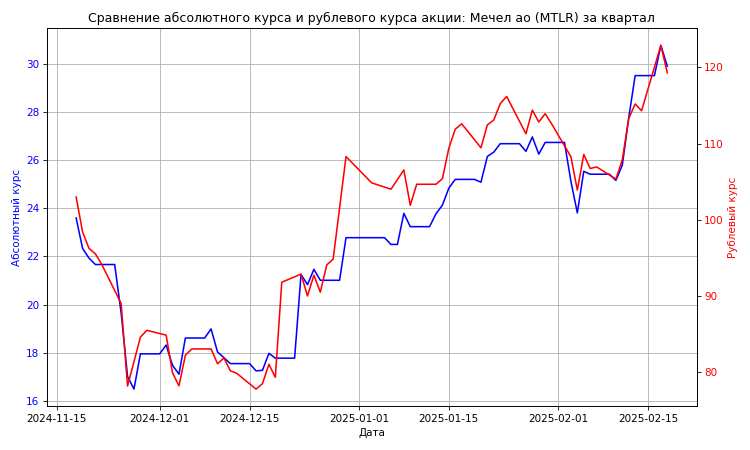 Сравнение абсолютного курса и рублевого курса акции: Мечел ао (MTLR) за квартал
Абсолютный курс
30
28
26
24
22
20
18
16
120
110
100
90
80
Рублевый курс
2024-11-15 2024-12-01 2024-12-15 2025-01-01 2025-01-15 2025-02-01 2025-02-15
Дата